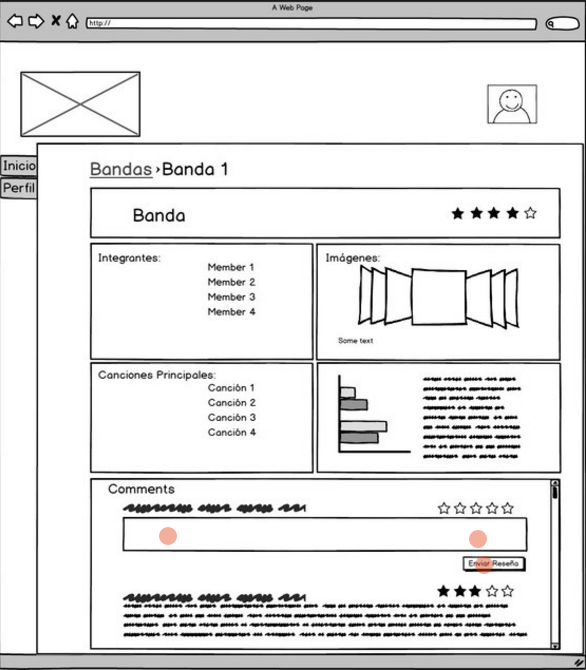 A Web Page
http://
Inicio
Perfil
Bandas › Banda 1
Banda
Integrantes:
Member 1
Member 2
Member 3
Member 4
Imágenes:
Some text
Canciones Principales:
Canción 1
Canción 2
Canción 3
Canción 4
Comments
Enviar Reseña